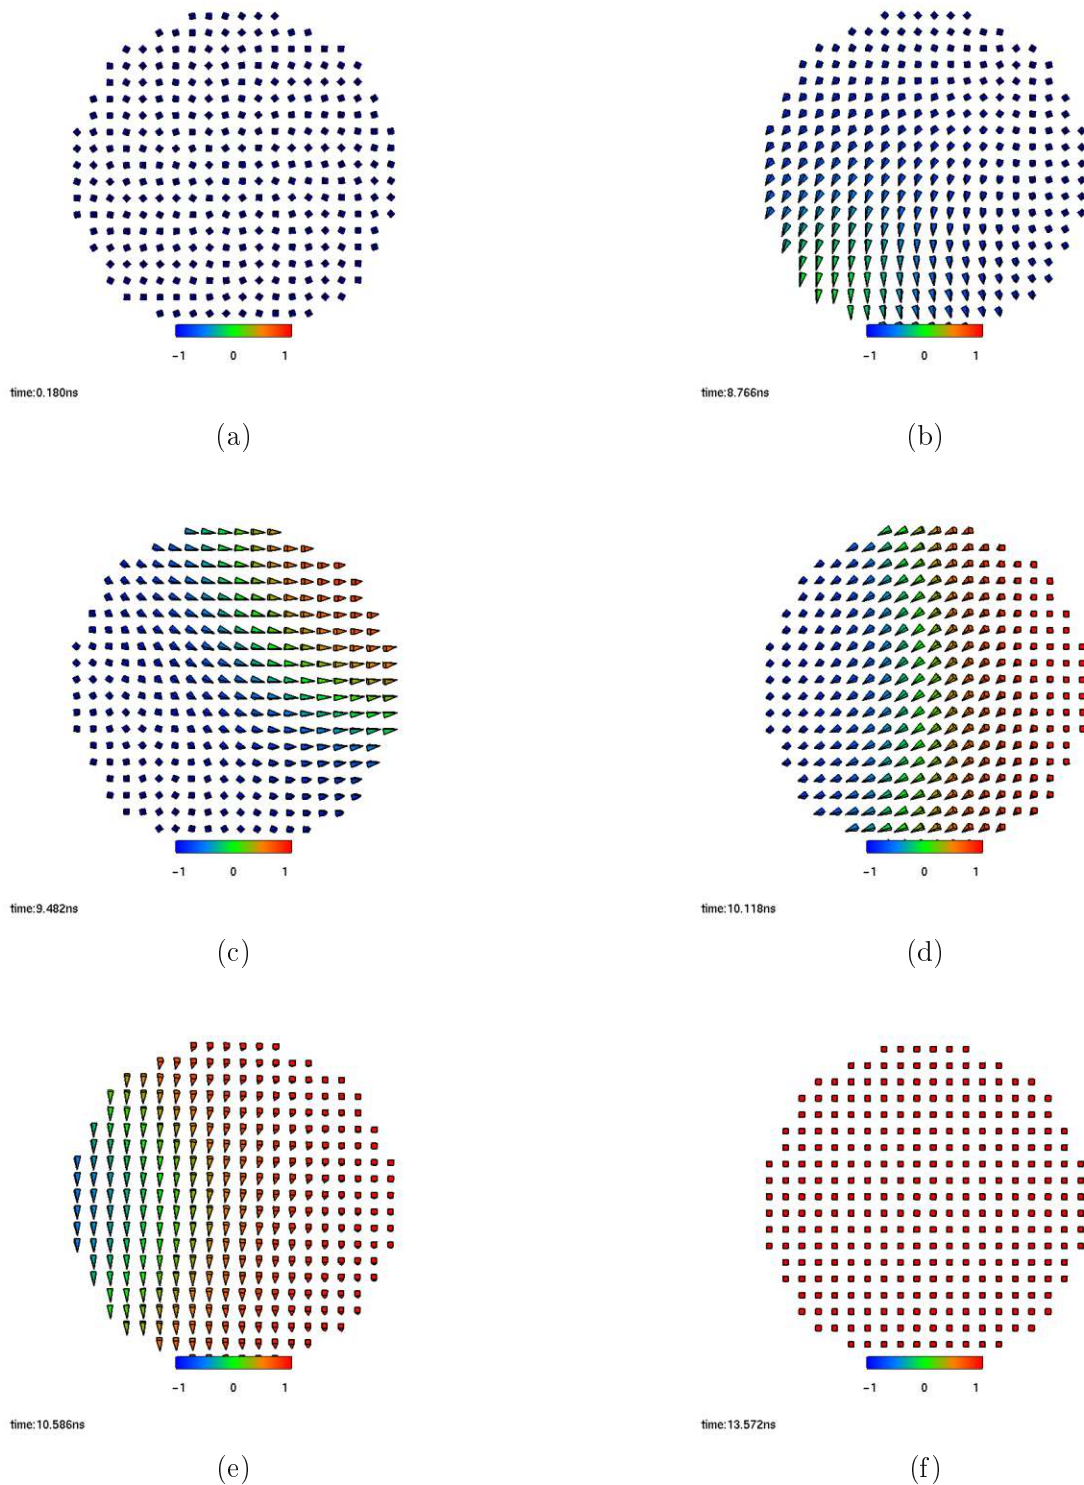 −1 0 1
−1 0 1
time:0.180ns
time:8.766ns
(a)
(b)
−1 0 1
−1 0 1
time:9.482ns
time:10.118ns
(c)
(d)
−1 0 1
−1 0 1
time:10.586ns
time:13.572ns
(e)
(f)